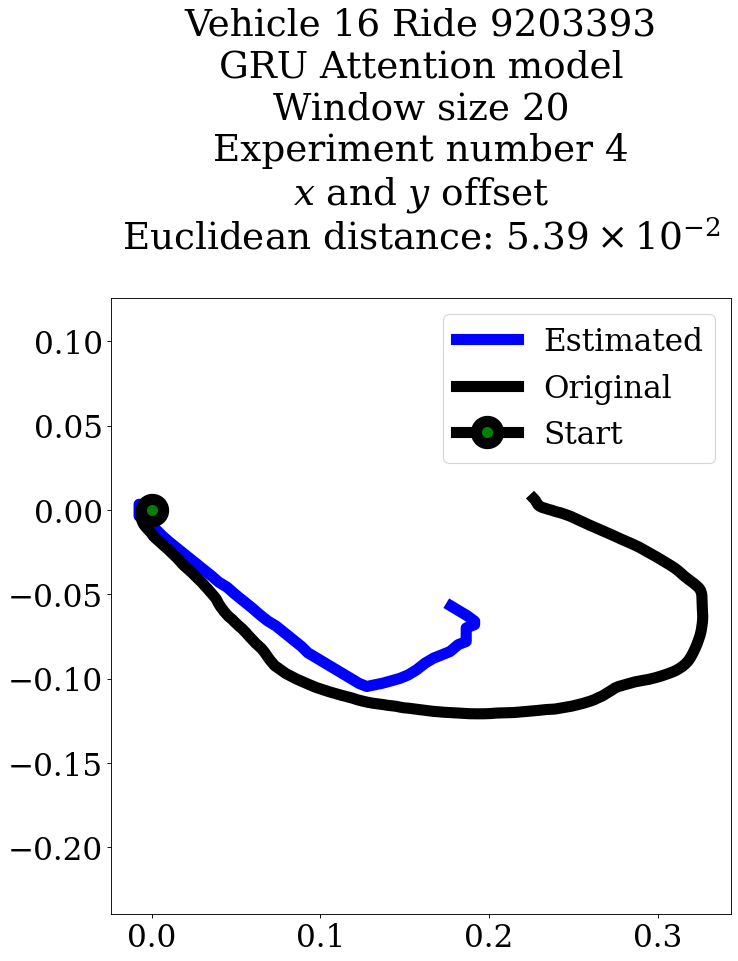 Vehicle 16 Ride 9203393
GRU Attention model
Window size 20
Experiment number 4
x and y offset
Euclidean distance: 5.39 × 10⁻²
Estimated
Original
Start
0.10
0.05
0.00
−0.05
−0.10
−0.15
−0.20
0.0 0.1 0.2 0.3